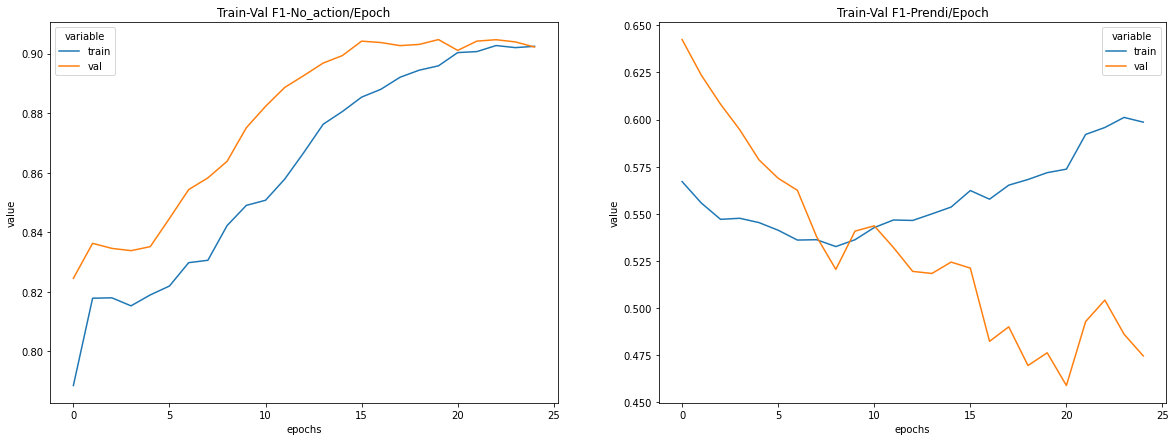 Train-Val F1-No_action/Epoch
variable
train
val
value
0.90
0.88
0.86
0.84
0.82
0.80
0
5
10
15
20
25
epochs
Train-Val F1-Prendi/Epoch
variable
train
val
value
0.650
0.625
0.600
0.575
0.550
0.525
0.500
0.475
0.450
0
5
10
15
20
25
epochs